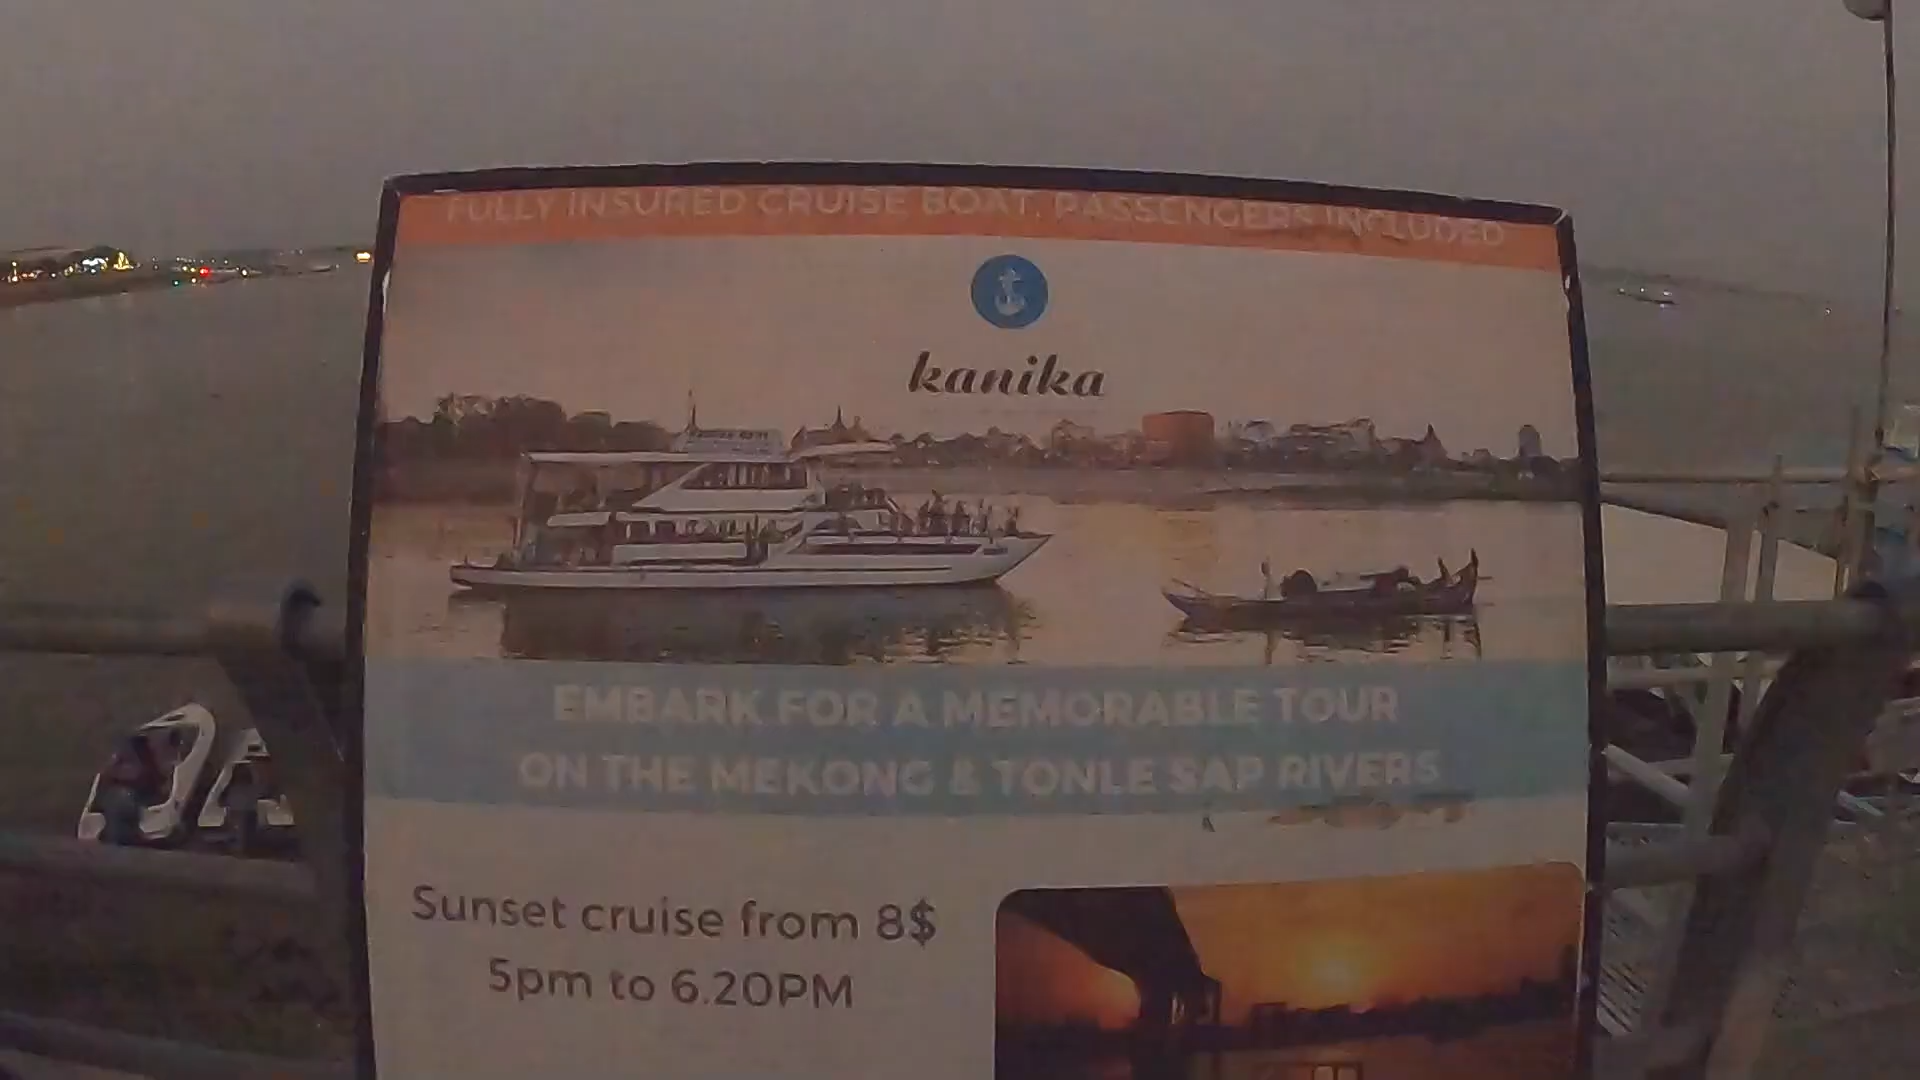 FULLY INSURED CRUISE BOAT, PASSENGERS INCLUDED
kanika
EMBARK FOR A MEMORABLE TOUR
ON THE MEKONG & TONLE SAP RIVERS
Sunset cruise from 8$
5pm to 6.20PM